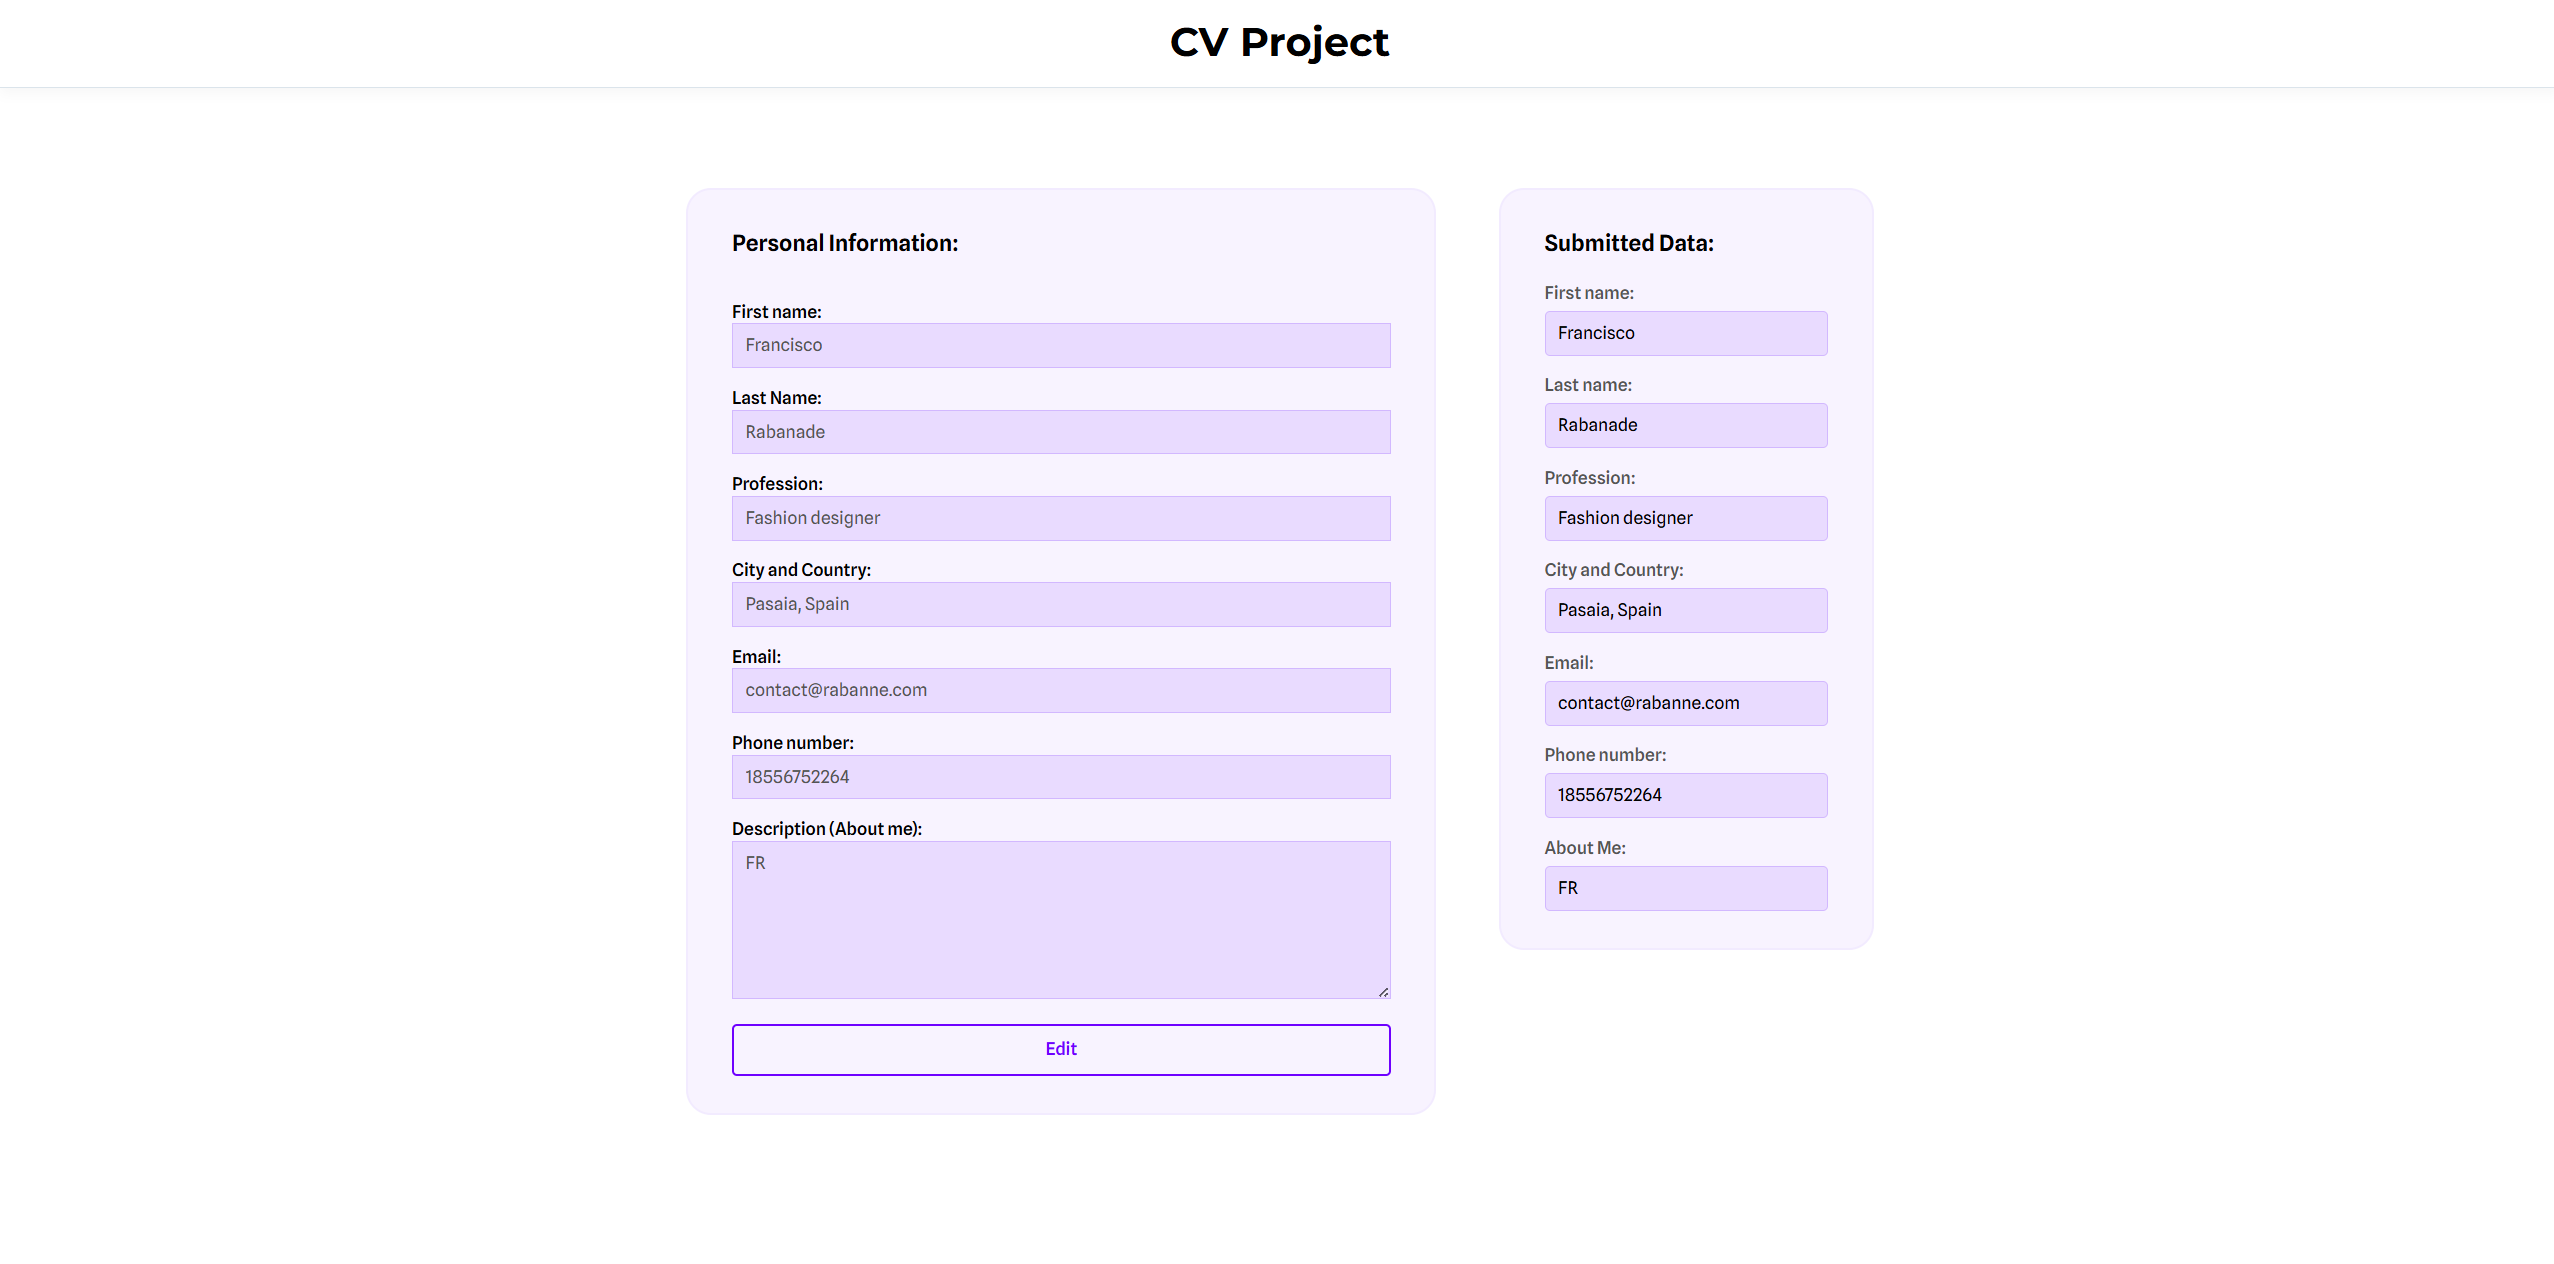 CV Project
Personal Information:
First name:
Francisco
Last Name:
Rabanade
Profession:
Fashion designer
City and Country:
Pasaia, Spain
Email:
contact@rabanne.com
Phone number:
18556752264
Description (About me):
FR
Edit
Submitted Data:
First name:
Francisco
Last name:
Rabanade
Profession:
Fashion designer
City and Country:
Pasaia, Spain
Email:
contact@rabanne.com
Phone number:
18556752264
About Me:
FR